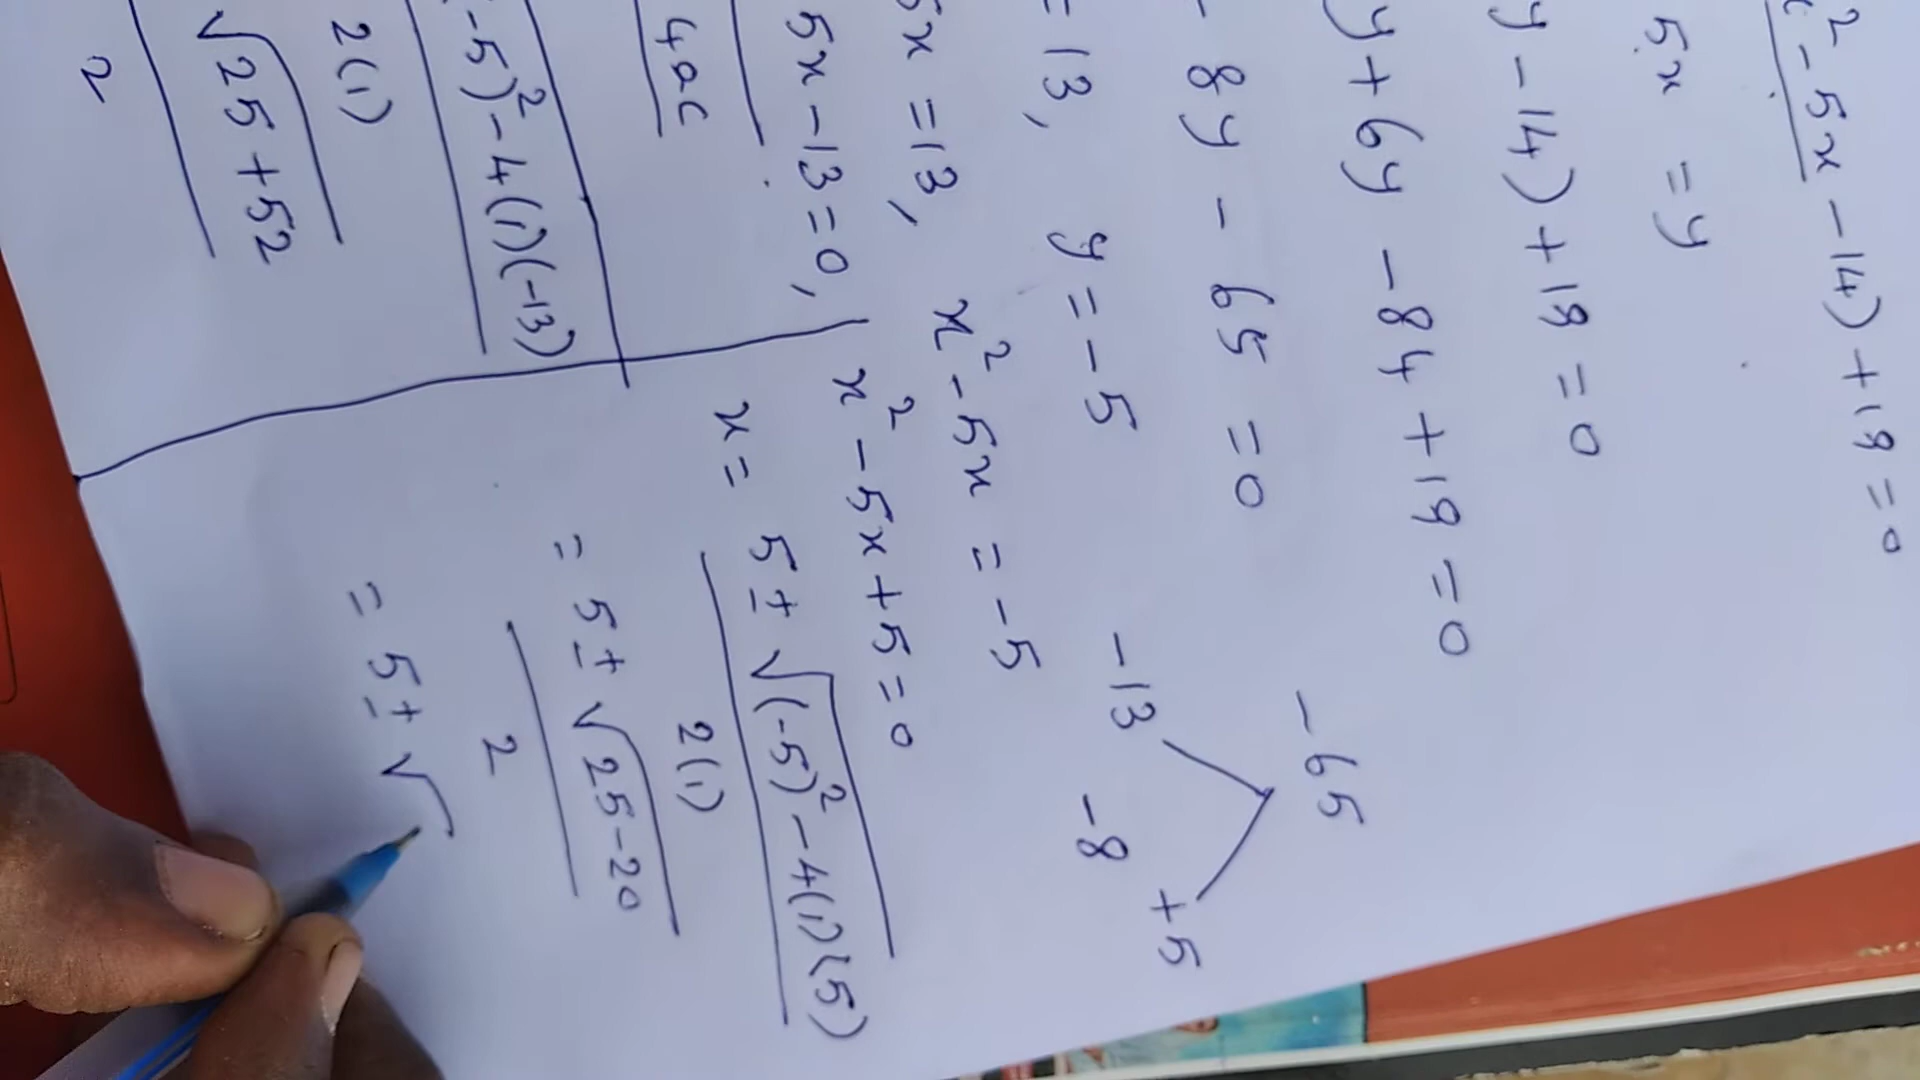 x² - 5x - 14) + 19 = 0
5x = y
y - 14) + 19 = 0
y + 6y - 84 + 19 = 0
- 8y - 65 = 0
-65
= 13, y = -5
-13 +5
-8
5x = 13, x² - 5x = -5
5x - 13 = 0, x² - 5x + 5 = 0
4ac
x = 5 ± √(-5)² - 4(1)(5)
2(1)
-5)² - 4(1)(-13)
2(1)
= 5 ± √25-20
2
√25 + 52
2
= 5 ± √